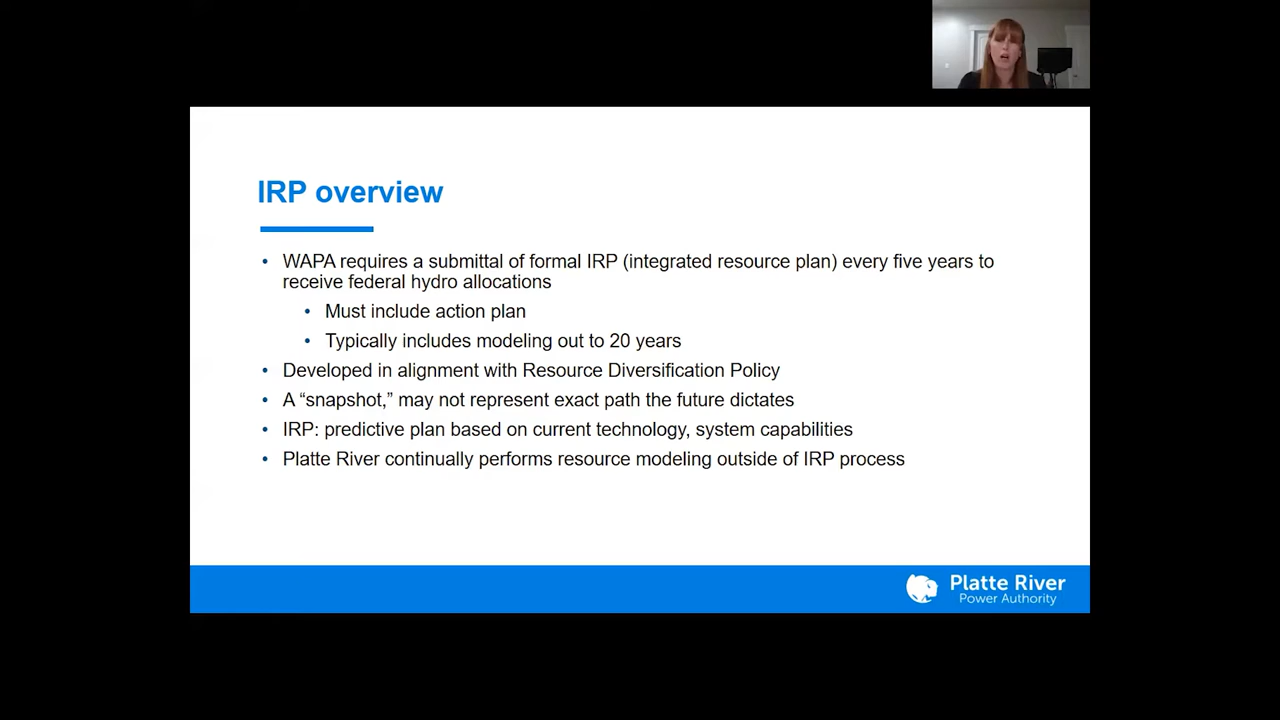 IRP overview
• WAPA requires a submittal of formal IRP (integrated resource plan) every five years to
receive federal hydro allocations
• Must include action plan
• Typically includes modeling out to 20 years
• Developed in alignment with Resource Diversification Policy
• A “snapshot,” may not represent exact path the future dictates
• IRP: predictive plan based on current technology, system capabilities
• Platte River continually performs resource modeling outside of IRP process
Platte River
Power Authority